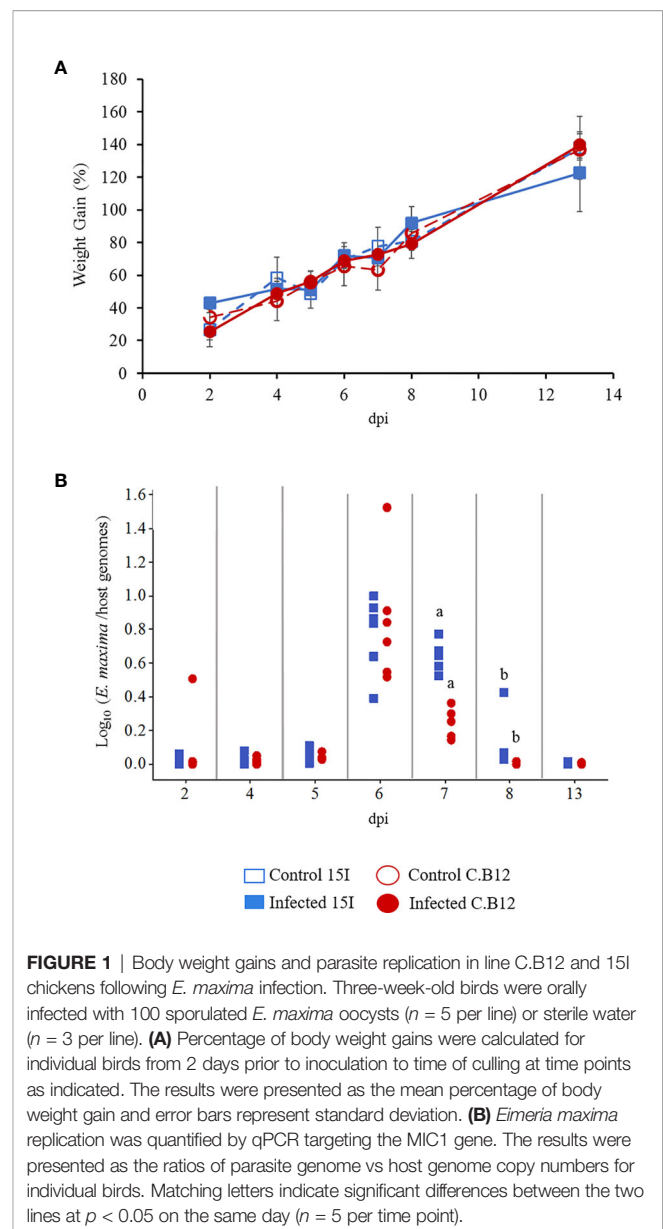 A
180
160
140
120
100
80
60
40
20
0
Weight Gain (%)
0 2 4 6 8 10 12 14
dpi
B
1.6
1.4
1.2
1.0
0.8
0.6
0.4
0.2
0.0
Log10 (E. maxima /host genomes)
a
a
b
b
2 4 5 6 7 8 13
dpi
Control 15I Control C.B12
Infected 15I Infected C.B12
FIGURE 1 | Body weight gains and parasite replication in line C.B12 and 15I
chickens following E. maxima infection. Three-week-old birds were orally
infected with 100 sporulated E. maxima oocysts (n = 5 per line) or sterile water
(n = 3 per line). (A) Percentage of body weight gains were calculated for
individual birds from 2 days prior to inoculation to time of culling at time points
as indicated. The results were presented as the mean percentage of body
weight gain and error bars represent standard deviation. (B) Eimeria maxima
replication was quantified by qPCR targeting the MIC1 gene. The results were
presented as the ratios of parasite genome vs host genome copy numbers for
individual birds. Matching letters indicate significant differences between the two
lines at p < 0.05 on the same day (n = 5 per time point).